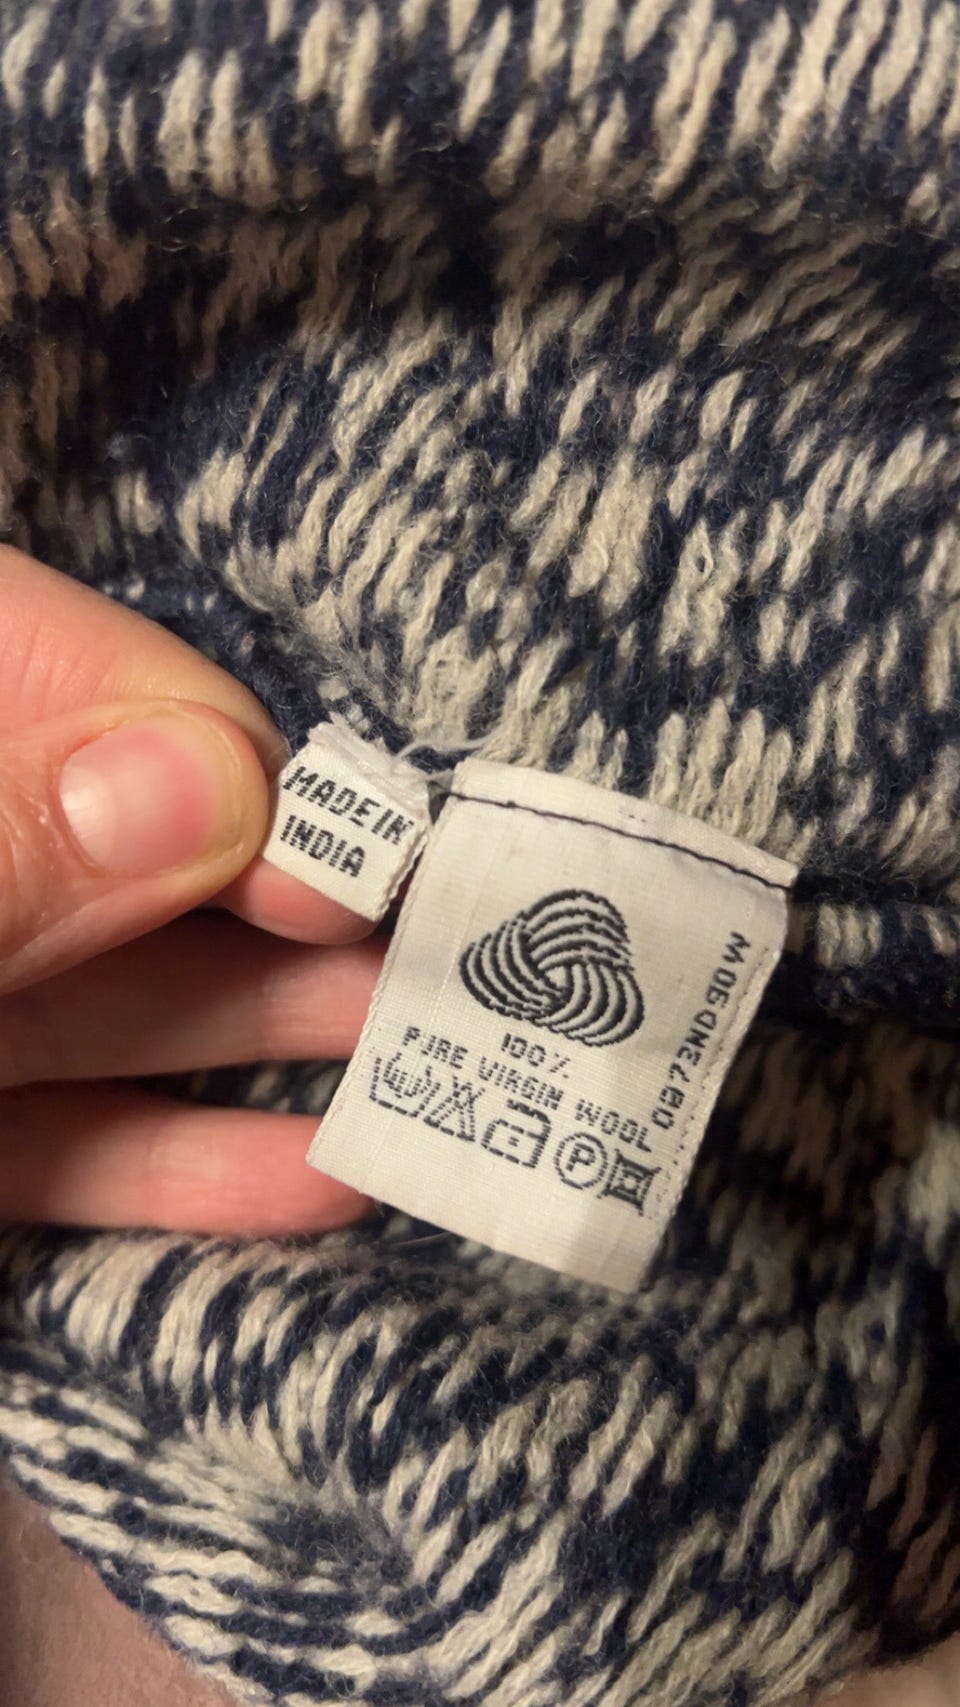 MADE IN
INDIA
100%
PURE VIRGIN WOOL
P